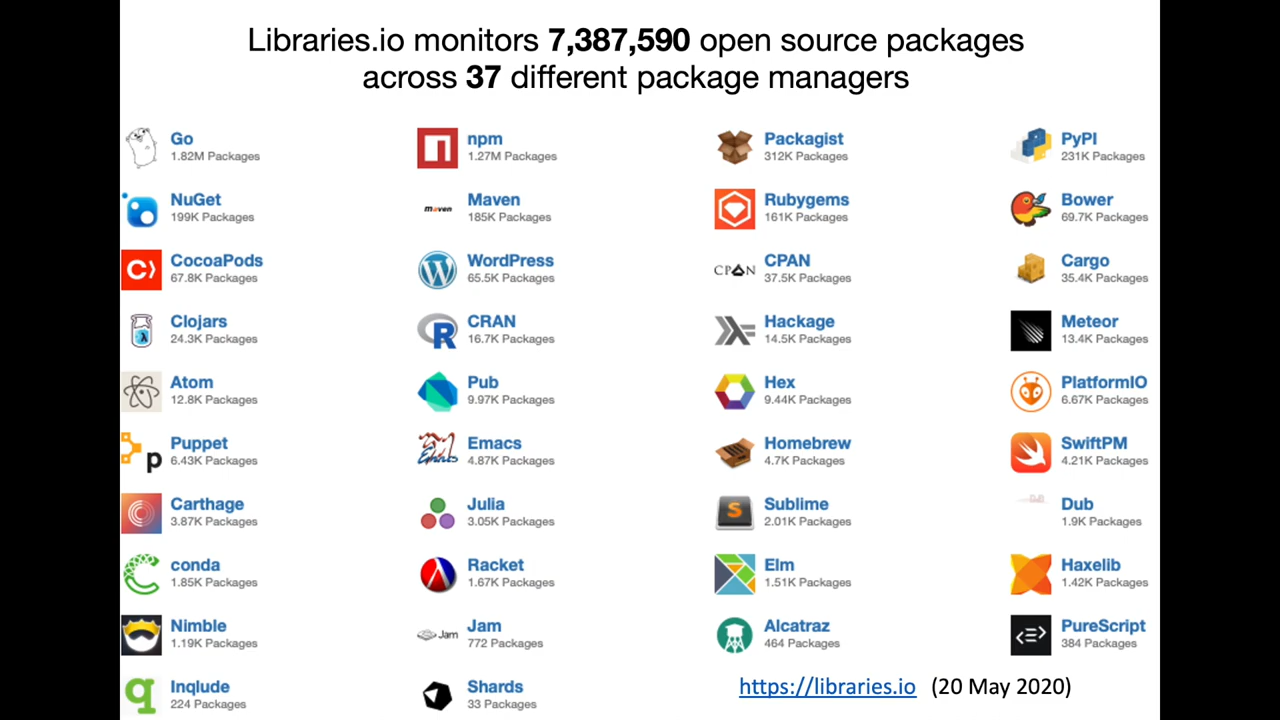 Libraries.io monitors 7,387,590 open source packages
across 37 different package managers
Go
1.82M Packages
npm
1.27M Packages
Packagist
312K Packages
PyPI
231K Packages
NuGet
199K Packages
maven
Maven
185K Packages
Rubygems
161K Packages
Bower
69.7K Packages
CocoaPods
67.8K Packages
WordPress
65.5K Packages
CPAN
CPAN
37.5K Packages
Cargo
35.4K Packages
Clojars
24.3K Packages
CRAN
16.7K Packages
Hackage
14.5K Packages
Meteor
13.4K Packages
Atom
12.8K Packages
Pub
9.97K Packages
Hex
9.44K Packages
PlatformIO
6.67K Packages
p
Puppet
6.43K Packages
Emacs
Emacs
4.87K Packages
Homebrew
4.7K Packages
SwiftPM
4.21K Packages
Carthage
3.87K Packages
Julia
3.05K Packages
S
Sublime
2.01K Packages
DuB
Dub
1.9K Packages
conda
1.85K Packages
Racket
1.67K Packages
Elm
1.51K Packages
Haxelib
1.42K Packages
Nimble
1.19K Packages
Jam
Jam
772 Packages
Alcatraz
464 Packages
PureScript
384 Packages
Inqlude
224 Packages
Shards
33 Packages
https://libraries.io (20 May 2020)